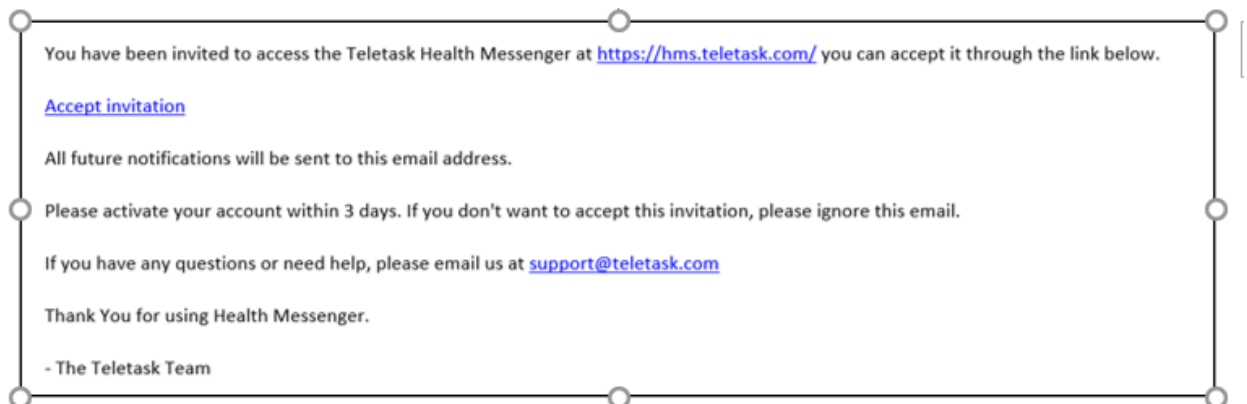 You have been invited to access the Teletask Health Messenger at https://hms.teletask.com/ you can accept it through the link below.
Accept invitation
All future notifications will be sent to this email address.
Please activate your account within 3 days. If you don't want to accept this invitation, please ignore this email.
If you have any questions or need help, please email us at support@teletask.com
Thank You for using Health Messenger.
- The Teletask Team